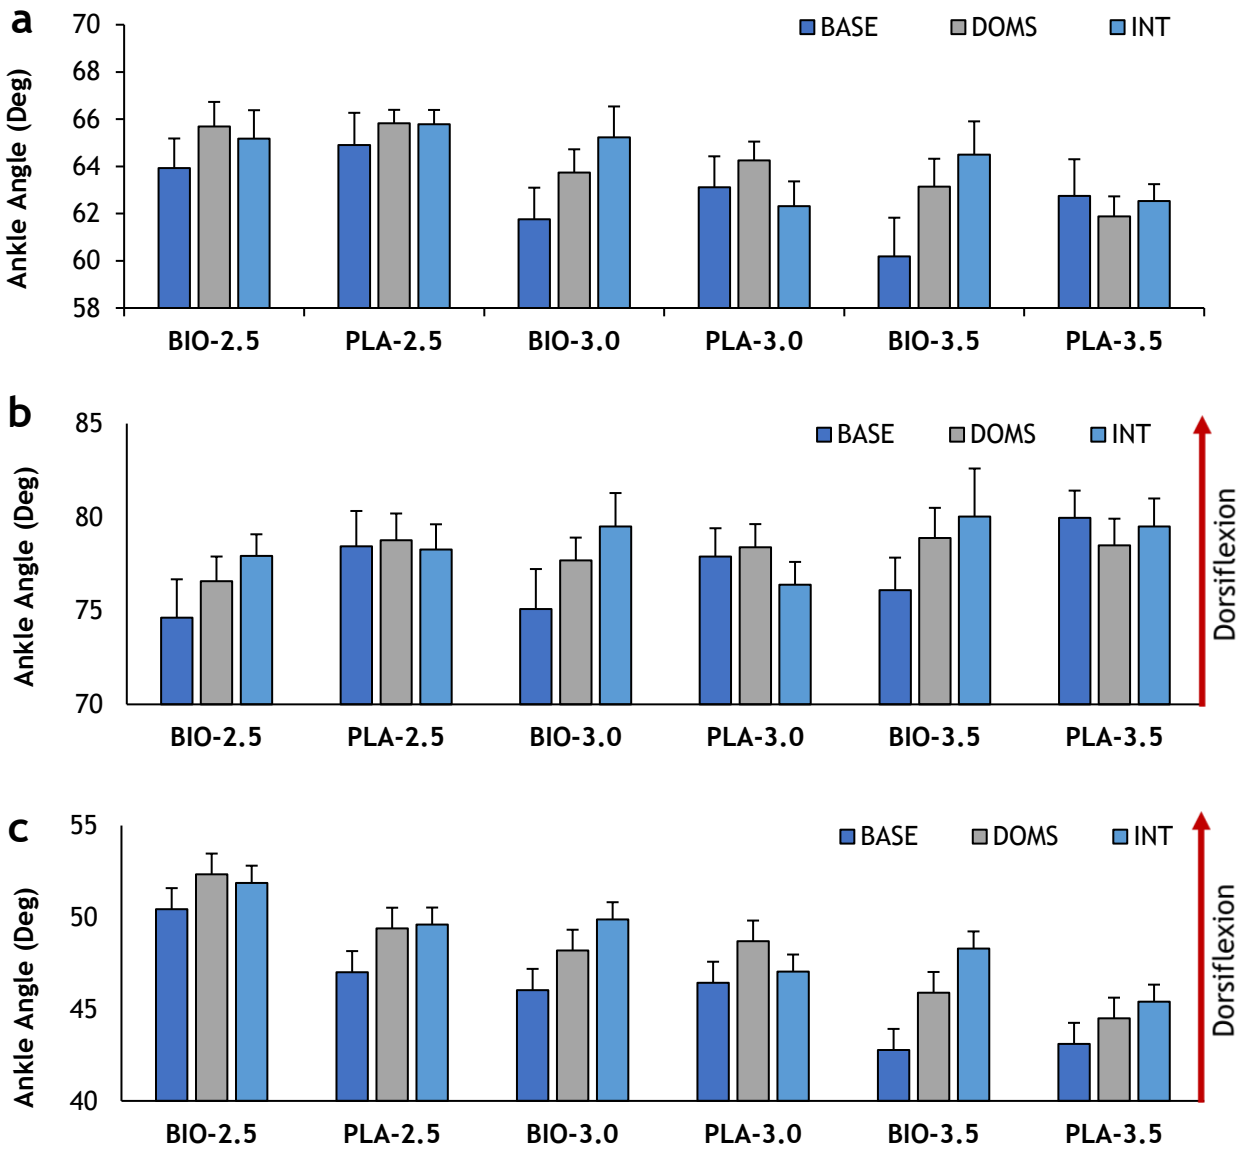 a
BASE DOMS INT
Ankle Angle (Deg)
70
68
66
64
62
60
58
BIO-2.5 PLA-2.5 BIO-3.0 PLA-3.0 BIO-3.5 PLA-3.5
b
BASE DOMS INT
Ankle Angle (Deg)
85
80
75
70
Dorsiflexion
BIO-2.5 PLA-2.5 BIO-3.0 PLA-3.0 BIO-3.5 PLA-3.5
c
BASE DOMS INT
Ankle Angle (Deg)
55
50
45
40
Dorsiflexion
BIO-2.5 PLA-2.5 BIO-3.0 PLA-3.0 BIO-3.5 PLA-3.5